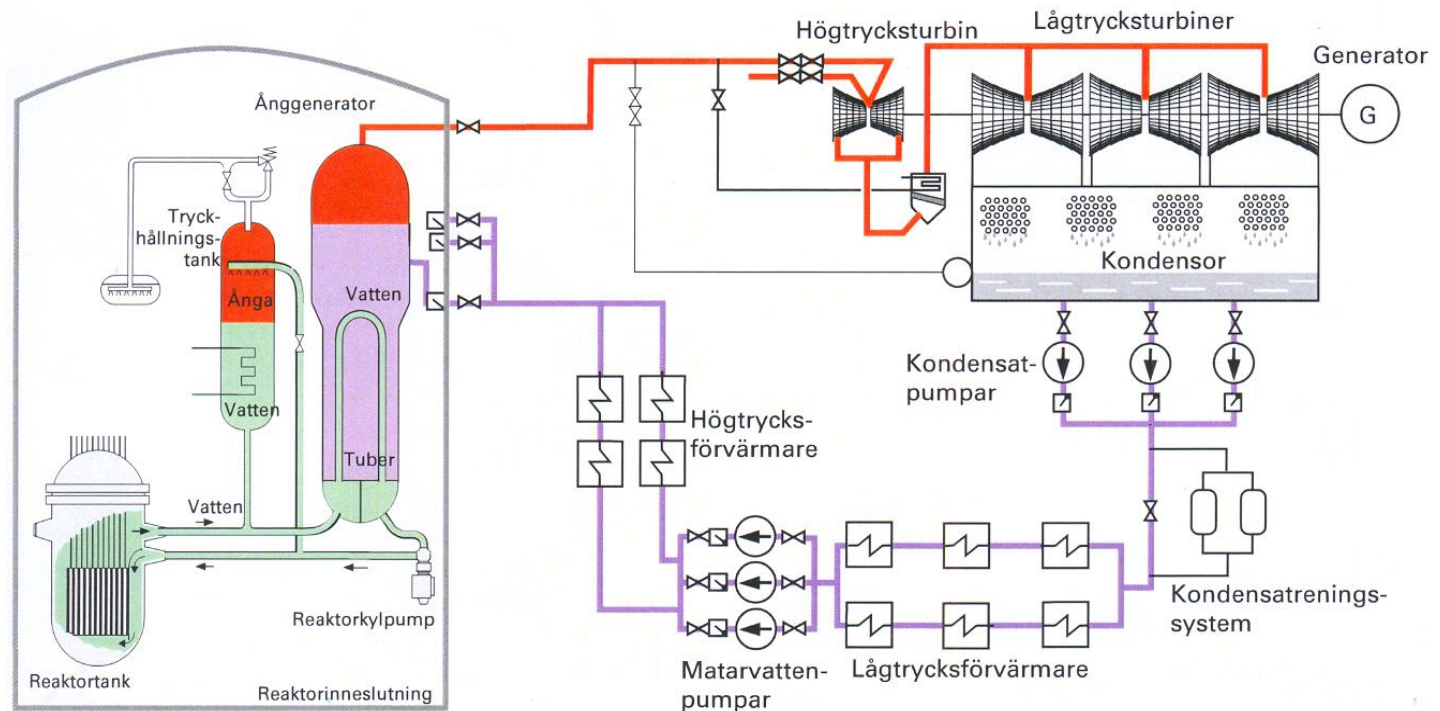 Högtrycksturbin
Lågtrycksturbiner
Generator
G
Ånggenerator
Tryck-
hållnings-
tank
Ånga
Vatten
Vatten
Tuber
Vatten
Reaktorkylpump
Reaktortank
Reaktorinneslutning
Kondensor
Kondensat-
pumpar
Högtrycks-
förvärmare
Kondensatrenings-
system
Matarvatten-
pumpar
Lågtrycksförvärmare